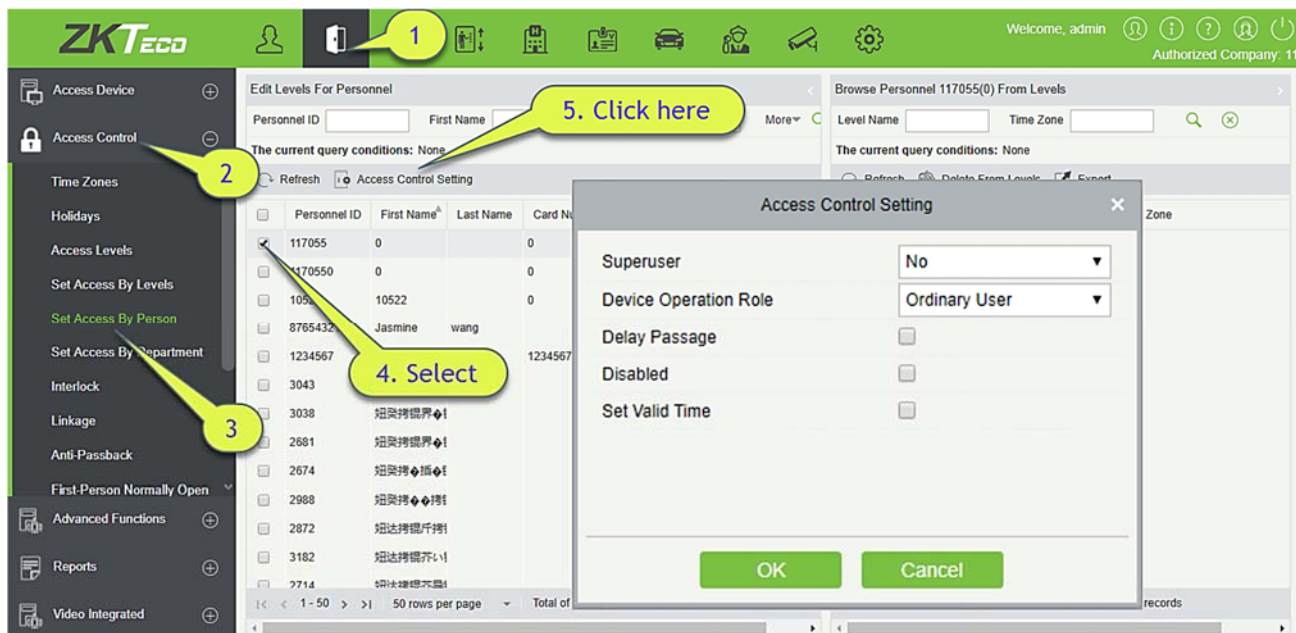 ZKTECO
1
Welcome, admin
Authorized Company: 11
Access Device
Access Control
2
Time Zones
Holidays
Access Levels
Set Access By Levels
Set Access By Person
Set Access By Department
Interlock
Linkage
3
Anti-Passback
First-Person Normally Open
Advanced Functions
Reports
Video Integrated
Edit Levels For Personnel
Personnel ID First Name More
5. Click here
The current query conditions: None
Refresh Access Control Setting
Personnel ID First Name Last Name Card Nu
117055 0 0
1170550 0 0
1052 10522 0
8765432 Jasmine wang
1234567 1234567
4. Select
3043
3038
2681
2674
2988
2872
3182
2714
1 - 50 50 rows per page Total of
Browse Personnel 117055(0) From Levels
Level Name Time Zone
The current query conditions: None
Refresh Delete From Levels Export
Zone
Access Control Setting
Superuser No
Device Operation Role Ordinary User
Delay Passage
Disabled
Set Valid Time
OK Cancel
records